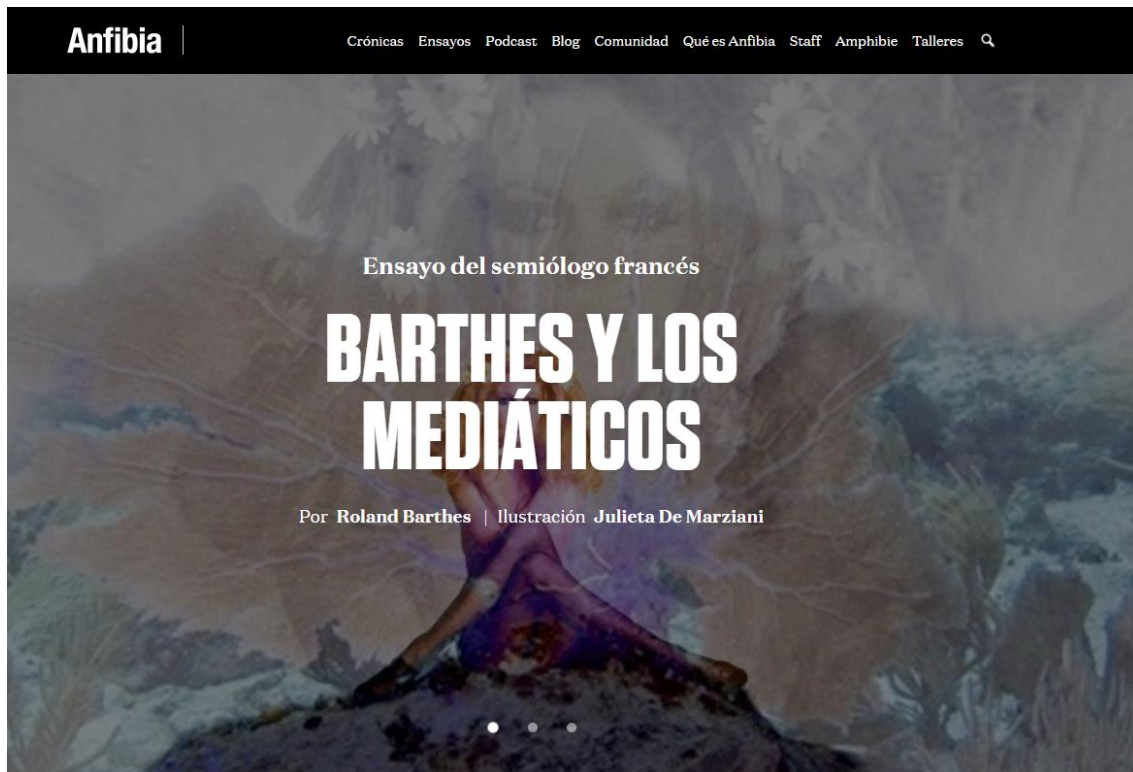 Anfibia
Crónicas Ensayos Podcast Blog Comunidad Qué es Anfibia Staff Amphibie Talleres
Ensayo del semiólogo francés
BARTHES Y LOS
MEDIÁTICOS
Por Roland Barthes | Ilustración Julieta De Marziani